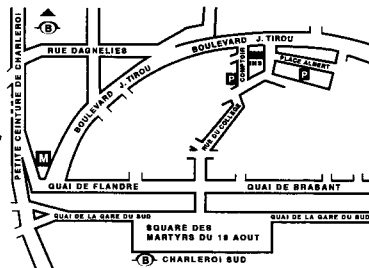 B
RUE DAGNELIES
PETITE CEINTURE DE CHARLEROI
BOULEVARD J. TIROU
BOULEVARD J. TIROU
COMPTOIR
P
PLACE ALBERT
P
RUE DU COLLEGE
M
QUAI DE FLANDRE
QUAI DE BRABANT
QUAI DE LA GARE DU SUD
QUAI DE LA GARE DU SUD
SQUARE DES
MARTYRS DU 18 AOUT
B CHARLEROI SUD